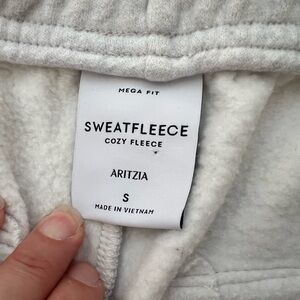 MEGA FIT
SWEATFLEECE
COZY FLEECE
ARITZIA
S
MADE IN VIETNAM